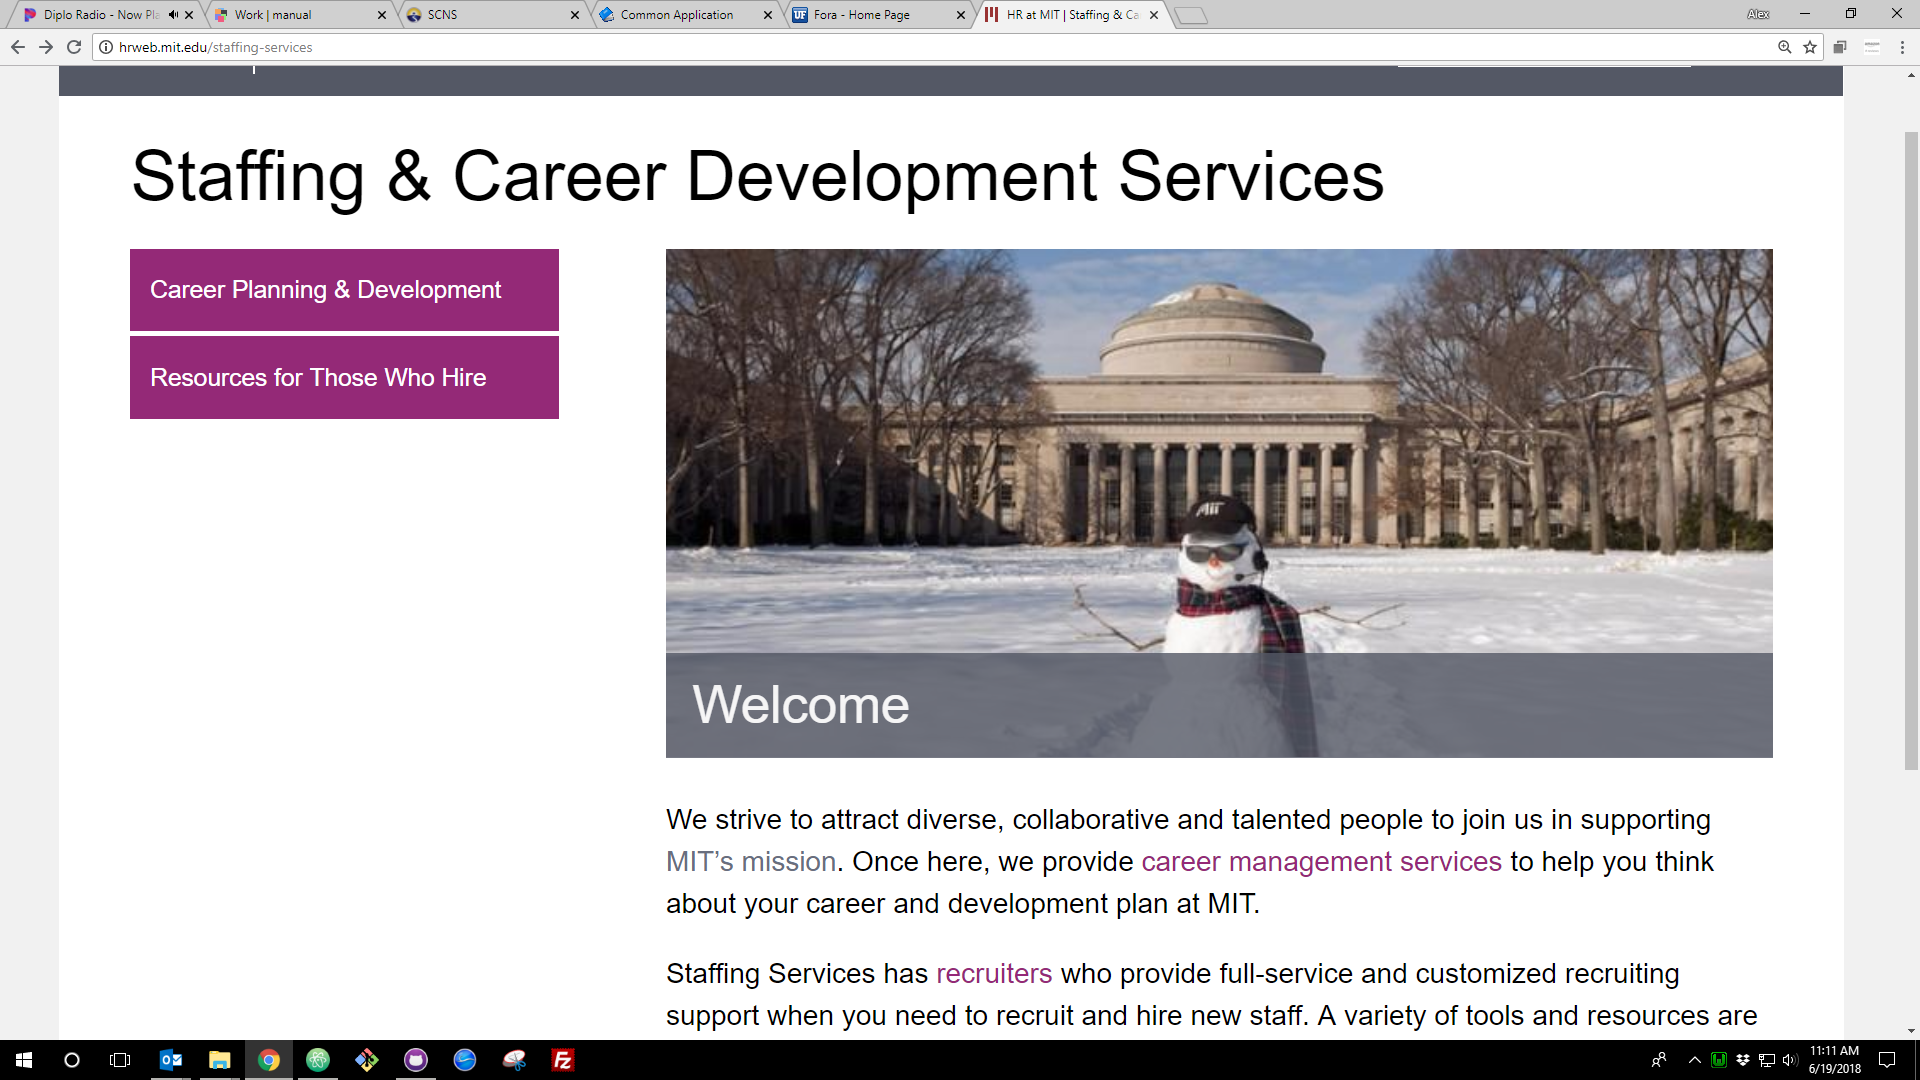 Diplo Radio - Now Pla
Work | manual
SCNS
Common Application
Fora - Home Page
HR at MIT | Staffing & Ca
Alex
hrweb.mit.edu/staffing-services
Staffing & Career Development Services
Career Planning & Development
Resources for Those Who Hire
MIT
Welcome
We strive to attract diverse, collaborative and talented people to join us in supporting
MIT’s mission. Once here, we provide career management services to help you think
about your career and development plan at MIT.
Staffing Services has recruiters who provide full-service and customized recruiting
support when you need to recruit and hire new staff. A variety of tools and resources are
11:11 AM
6/19/2018